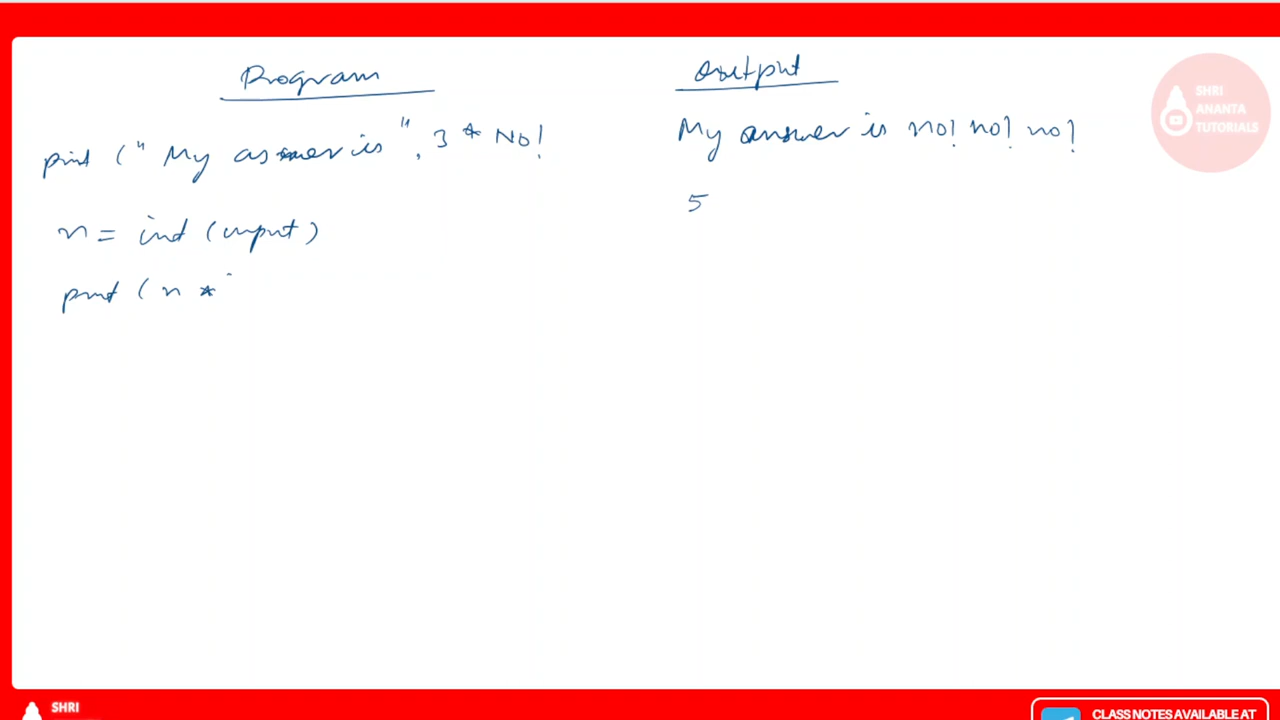 Program
print (" My answer is ", 3 * No!
n = int (input)
print ( n * '
Output
My answer is no! no! no!
5
SHRI
ANANTA
TUTORIALS
SHRI
CLASS NOTES AVAILABLE AT